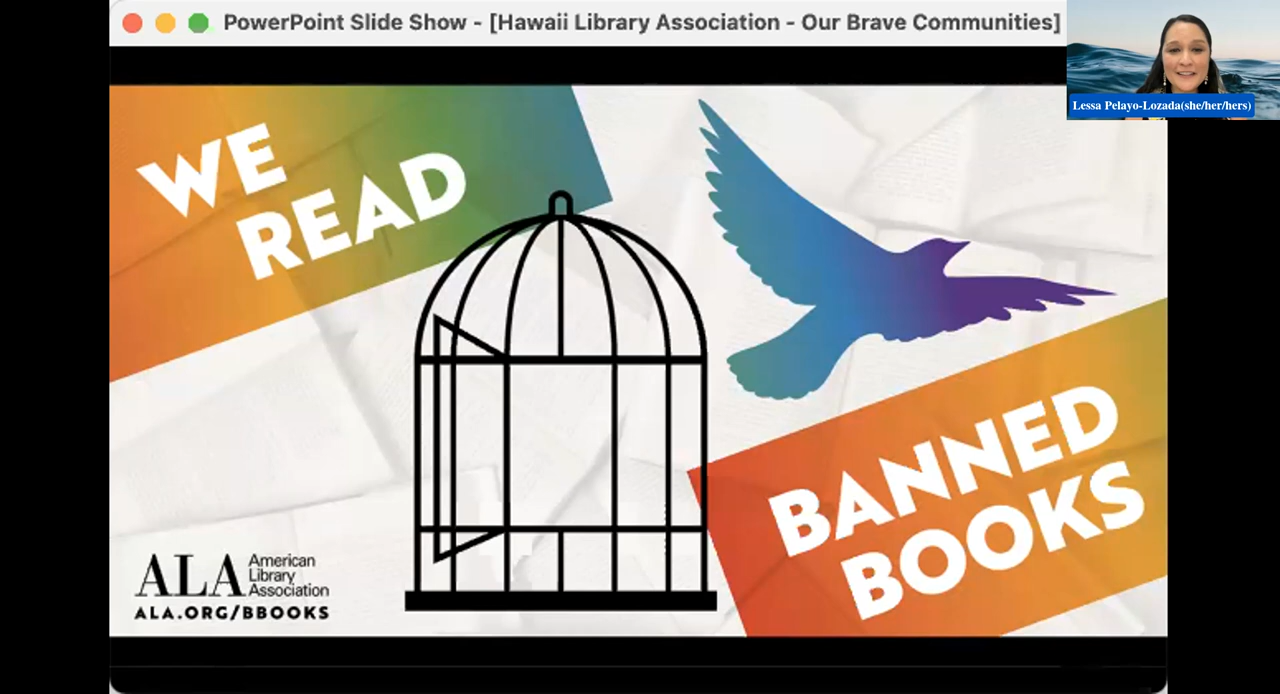 PowerPoint Slide Show - [Hawaii Library Association - Our Brave Communities]
Lessa Pelayo-Lozada(she/her/hers)
WE
READ
BANNED
BOOKS
ALA American
Library
Association
ALA.ORG/BBOOKS